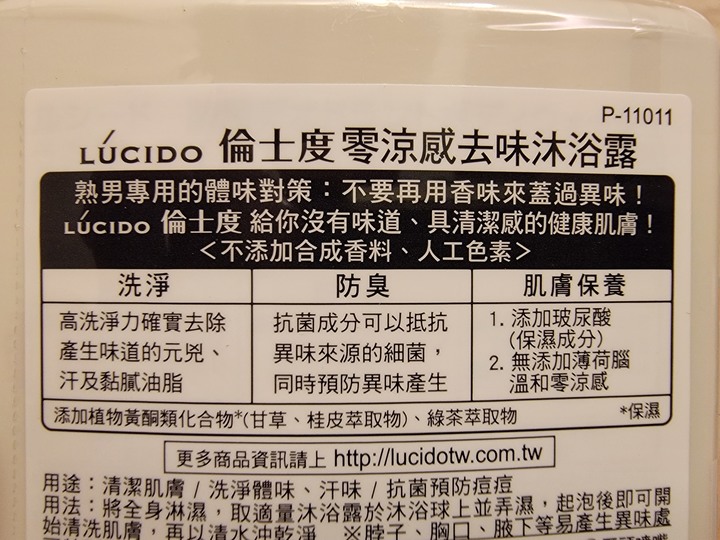 P-11011
LÚCIDO 倫士度 零涼感去味沐浴露
熟男專用的體味對策：不要再用香味來蓋過異味！
LÚCIDO 倫士度 給你沒有味道、具清潔感的健康肌膚！
＜不添加合成香料、人工色素＞
洗淨
高洗淨力確實去除
產生味道的元兇、
汗及黏膩油脂
防臭
抗菌成分可以抵抗
異味來源的細菌，
同時預防異味產生
肌膚保養
1. 添加玻尿酸
(保濕成分)
2. 無添加薄荷腦
溫和零涼感
添加植物黃酮類化合物*(甘草、桂皮萃取物)、綠茶萃取物 *保濕
更多商品資訊請上 http://lucidotw.com.tw
用途：清潔肌膚 / 洗淨體味、汗味 / 抗菌預防痘痘
用法：將全身淋濕，取適量沐浴露於沐浴球上並弄濕，起泡後即可開
始清洗肌膚，再以清水沖乾淨 ※脖子、胸口、腋下等易產生異味處